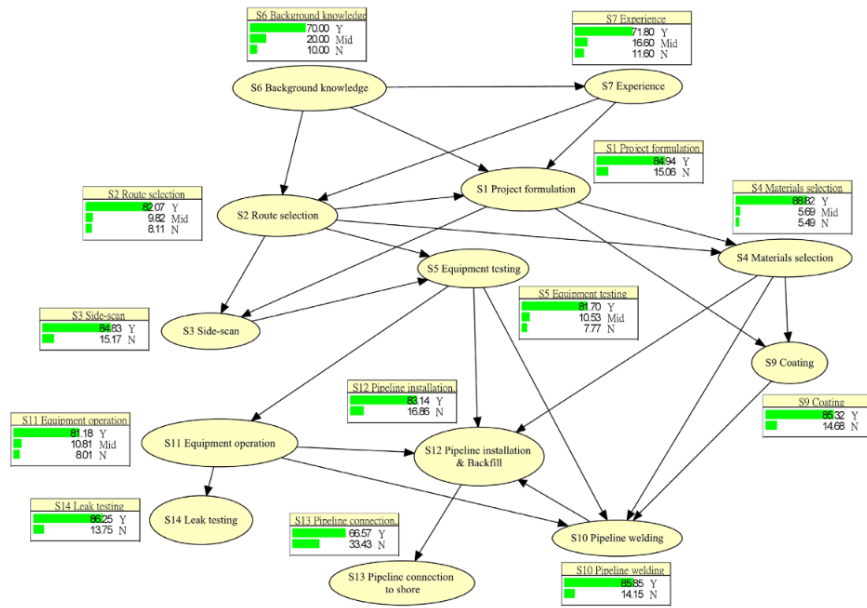 S6 Background knowledge
70.00 Y
20.00 Mid
10.00 N
S7 Experience
71.80 Y
16.60 Mid
11.60 N
S6 Background knowledge
S7 Experience
S1 Project formulation
84.94 Y
15.06 N
S2 Route selection
82.07 Y
9.82 Mid
8.11 N
S1 Project formulation
S4 Materials selection
88.82 Y
5.69 Mid
5.49 N
S2 Route selection
S4 Materials selection
S5 Equipment testing
S5 Equipment testing
81.70 Y
10.53 Mid
7.77 N
S3 Side-scan
84.83 Y
15.17 N
S3 Side-scan
S9 Coating
S12 Pipeline installation
83.14 Y
16.86 N
S9 Coating
85.32 Y
14.68 N
S11 Equipment operation
81.18 Y
10.81 Mid
8.01 N
S11 Equipment operation
S12 Pipeline installation
& Backfill
S14 Leak testing
86.25 Y
13.75 N
S14 Leak testing
S13 Pipeline connection.
66.57 Y
33.43 N
S10 Pipeline welding
S13 Pipeline connection
to shore
S10 Pipeline welding
85.85 Y
14.15 N